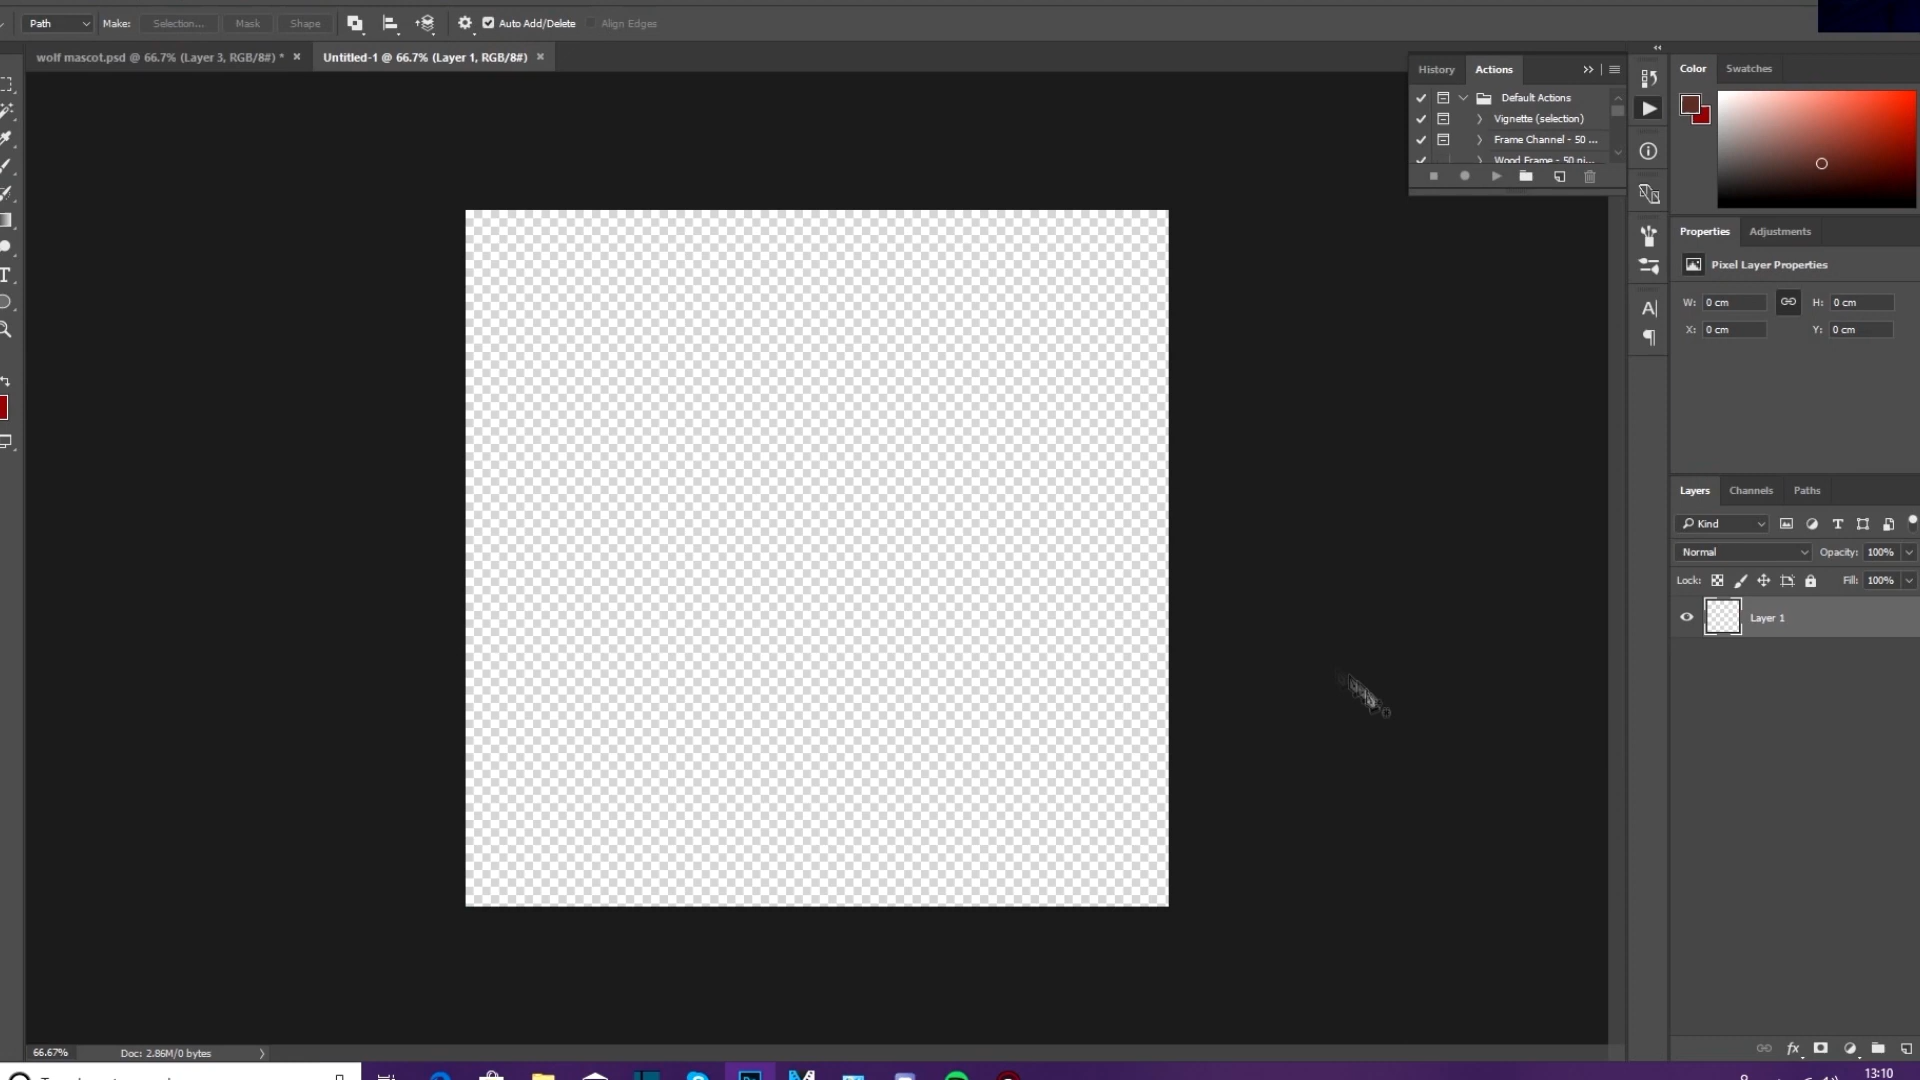 Path Make: Selection... Mask Shape Auto Add/Delete Align Edges
wolf mascot.psd @ 66.7% (Layer 3, RGB/8#) * × Untitled-1 @ 66.7% (Layer 1, RGB/8#) ×
History Actions
Default Actions
Vignette (selection)
Frame Channel - 50 ...
Wood Frame - 50 pi...
Color Swatches
Properties Adjustments
Pixel Layer Properties
W: 0 cm H: 0 cm
X: 0 cm Y: 0 cm
Layers Channels Paths
Kind
Normal Opacity: 100%
Lock: Fill: 100%
Layer 1
fx
66.67% Doc: 2.86M/0 bytes
13:10